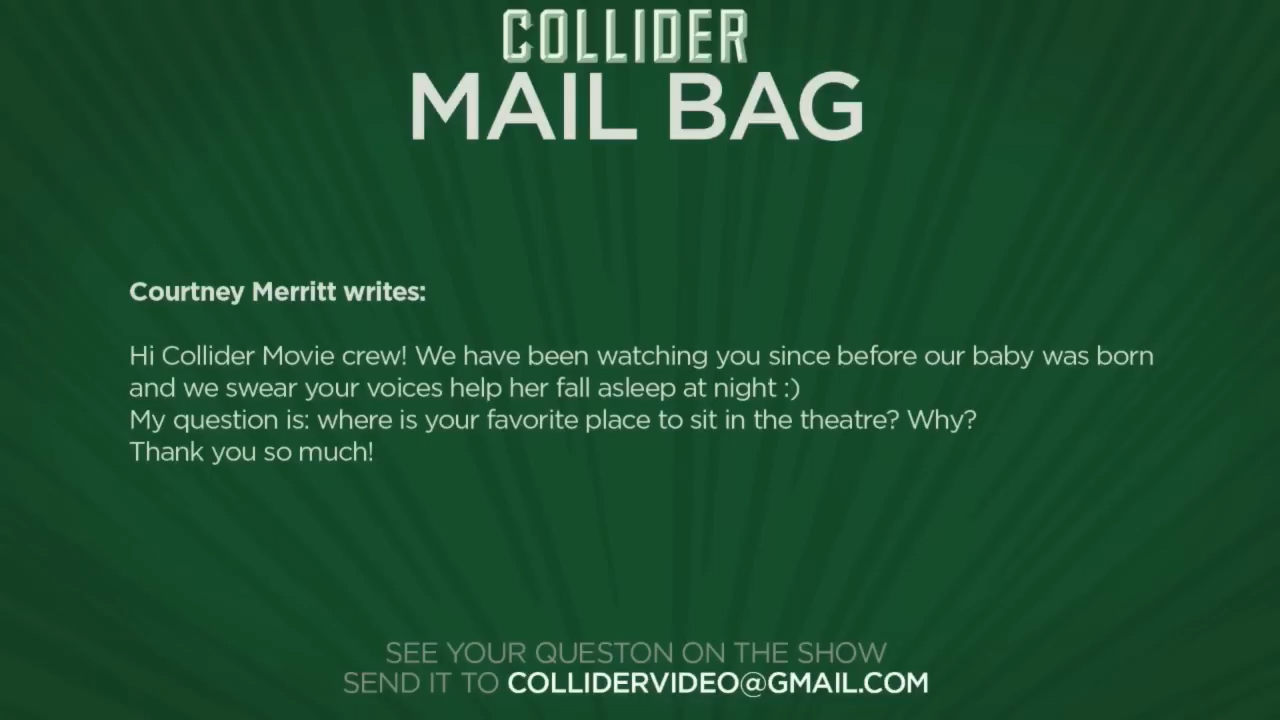 COLLIDER
MAIL BAG
Courtney Merritt writes:
Hi Collider Movie crew! We have been watching you since before our baby was born
and we swear your voices help her fall asleep at night :)
My question is: where is your favorite place to sit in the theatre? Why?
Thank you so much!
SEE YOUR QUESTON ON THE SHOW
SEND IT TO COLLIDERVIDEO@GMAIL.COM